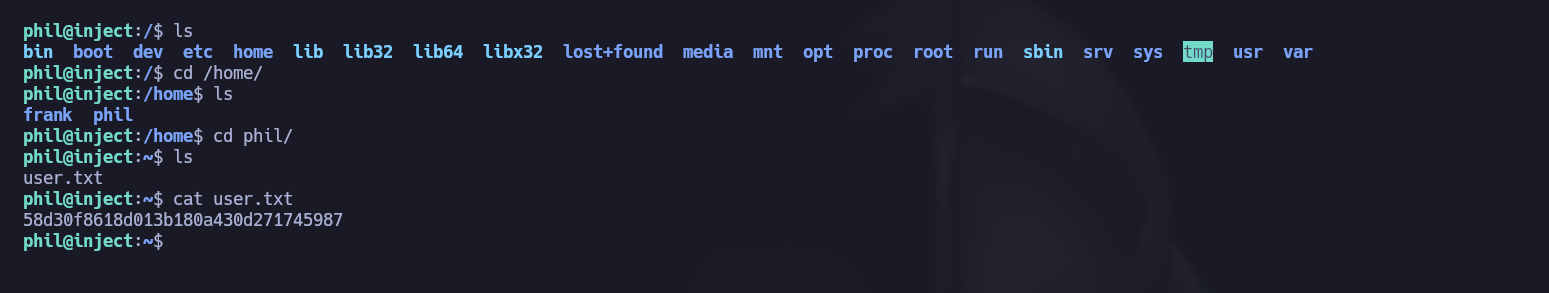 phil@inject:/$ ls
bin  boot  dev  etc  home  lib  lib32  lib64  libx32  lost+found  media  mnt  opt  proc  root  run  sbin  srv  sys  tmp  usr  var
phil@inject:/$ cd /home/
phil@inject:/home$ ls
frank  phil
phil@inject:/home$ cd phil/
phil@inject:~$ ls
user.txt
phil@inject:~$ cat user.txt
58d30f8618d013b180a430d271745987
phil@inject:~$